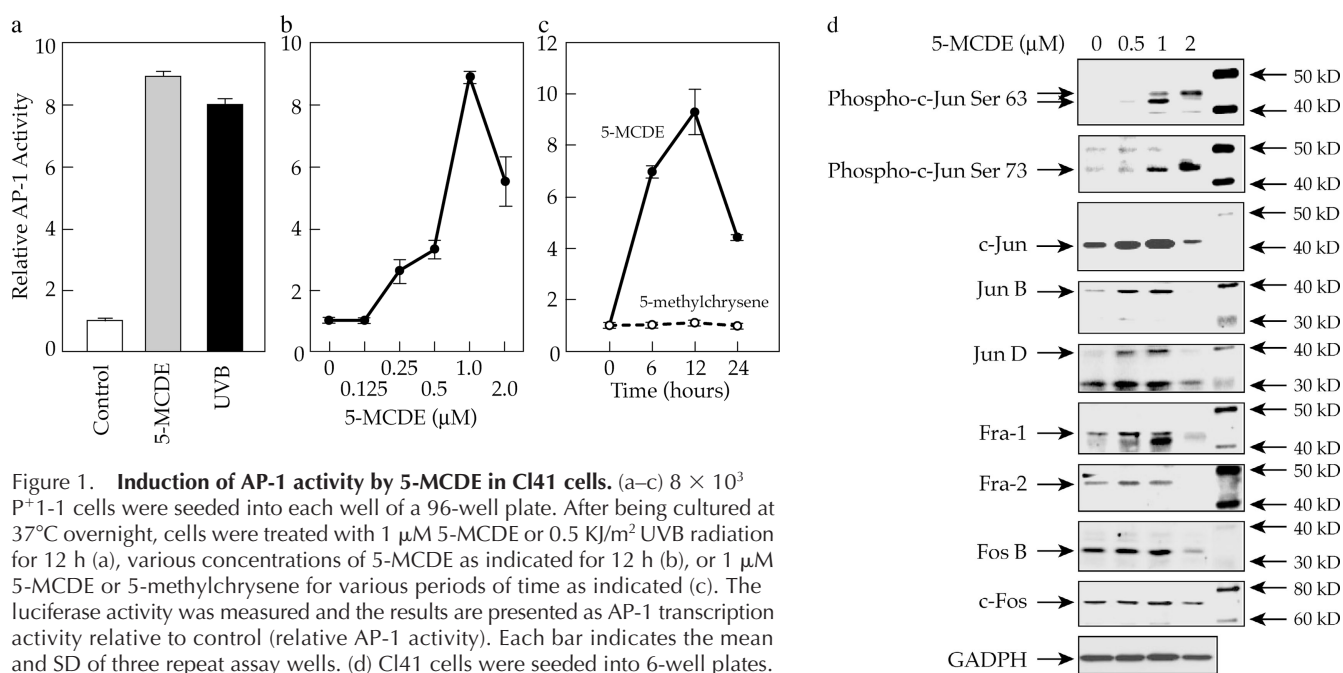 a
Relative AP-1 Activity
10
8
6
4
2
0
Control
5-MCDE
UVB
b
10
8
6
4
2
0
0 0.25 1.0
0.125 0.5 2.0
5-MCDE (μM)
c
12
10
8
6
4
2
0
5-MCDE
5-methylchrysene
0 6 12 24
Time (hours)
d
5-MCDE (μM) 0 0.5 1 2
Phospho-c-Jun Ser 63
50 kD
40 kD
Phospho-c-Jun Ser 73
50 kD
40 kD
c-Jun
50 kD
40 kD
Jun B
40 kD
30 kD
Jun D
40 kD
30 kD
Fra-1
50 kD
40 kD
Fra-2
50 kD
40 kD
Fos B
40 kD
30 kD
c-Fos
80 kD
60 kD
GADPH
Figure 1. Induction of AP-1 activity by 5-MCDE in Cl41 cells. (a–c) 8 × 10³
P⁺1-1 cells were seeded into each well of a 96-well plate. After being cultured at
37°C overnight, cells were treated with 1 μM 5-MCDE or 0.5 KJ/m² UVB radiation
for 12 h (a), various concentrations of 5-MCDE as indicated for 12 h (b), or 1 μM
5-MCDE or 5-methylchrysene for various periods of time as indicated (c). The
luciferase activity was measured and the results are presented as AP-1 transcription
activity relative to control (relative AP-1 activity). Each bar indicates the mean
and SD of three repeat assay wells. (d) Cl41 cells were seeded into 6-well plates.